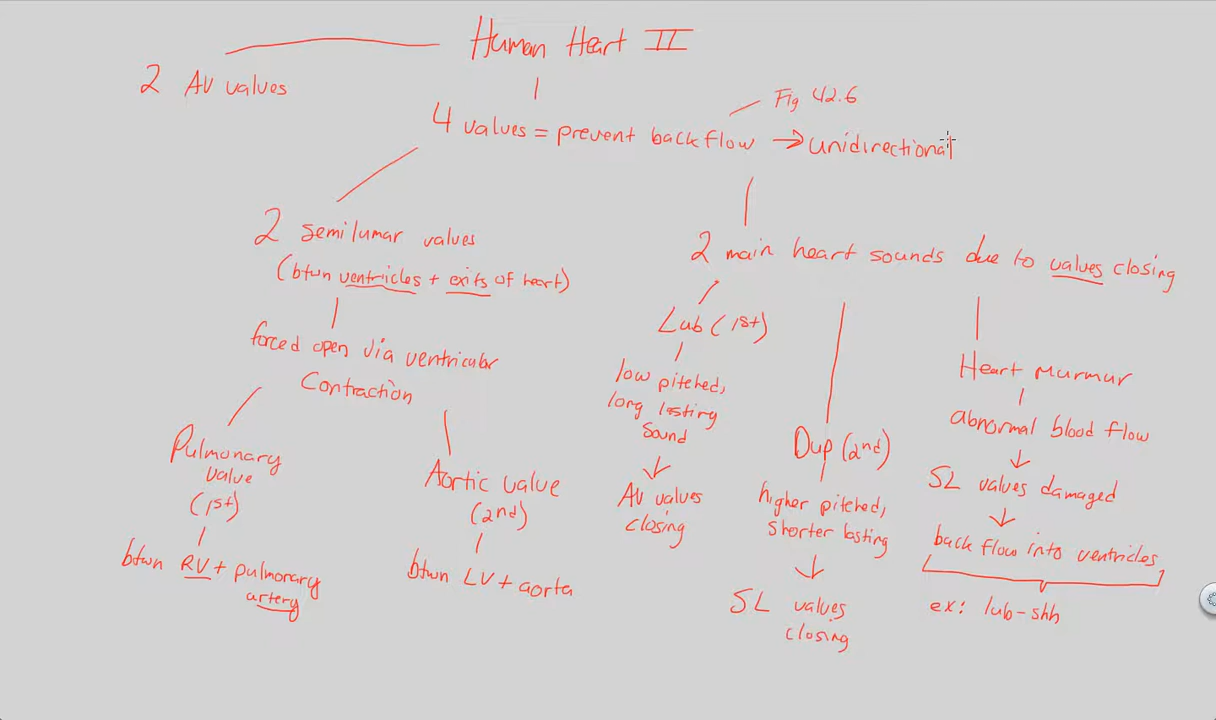 Human Heart II
2 AV valves
Fig 42.6
4 valves = prevent backflow → unidirectional
2 semilunar valves
(btwn ventricles + exits of heart)
forced open via ventricular
Contraction
Pulmonary
valve
(1st)
btwn RV + pulmonary
artery
Aortic valve
(2nd)
btwn LV + aorta
2 main heart sounds due to valves closing
Lub (1st)
low pitched,
long lasting
Sound
↓
AV valves
closing
Dup (2nd)
higher pitched,
shorter lasting
↓
SL valves
closing
Heart Murmur
abnormal blood flow
↓
SL valves damaged
↓
back flow into ventricles
ex: lub-shh